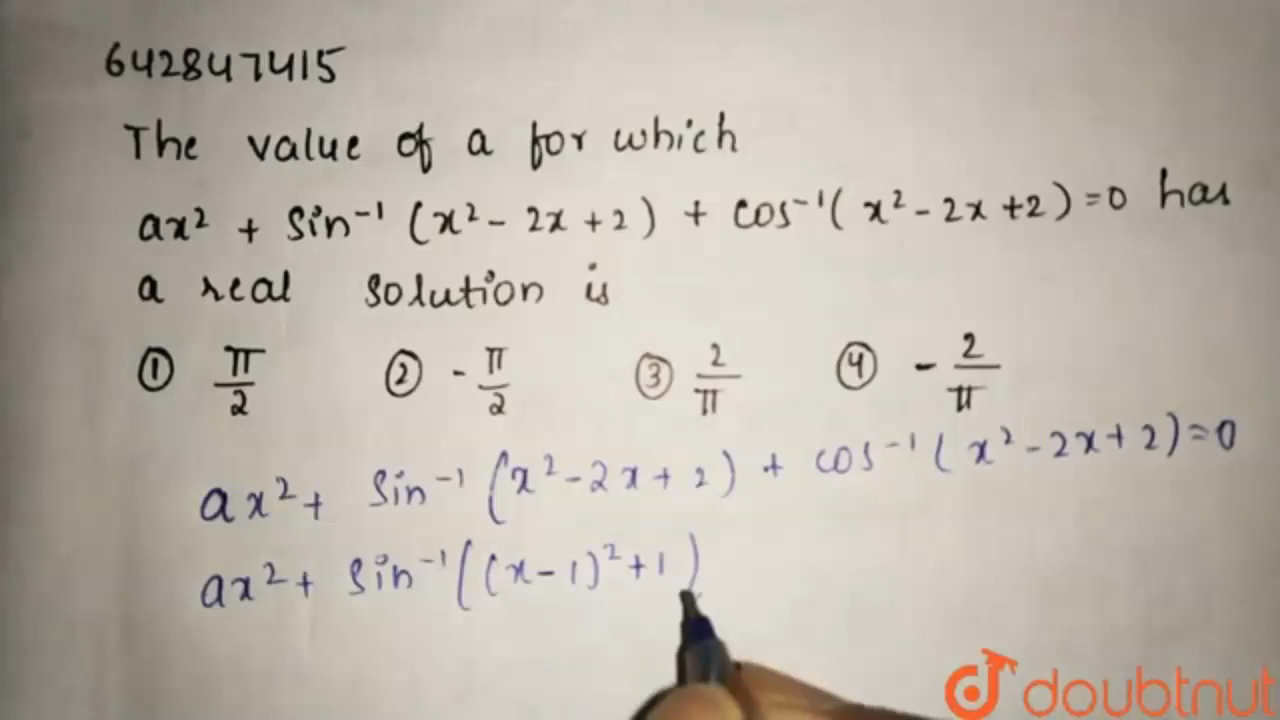 642847415
The value of a for which
ax² + sin⁻¹ (x² - 2x + 2) + cos⁻¹( x² - 2x + 2) = 0 has
a real solution is
① π/2 ② - π/2 ③ 2/π ④ - 2/π
ax² + sin⁻¹ (x² - 2x + 2) + cos⁻¹ ( x² - 2x + 2) = 0
ax² + sin⁻¹ ((x - 1)² + 1)
doubtnut